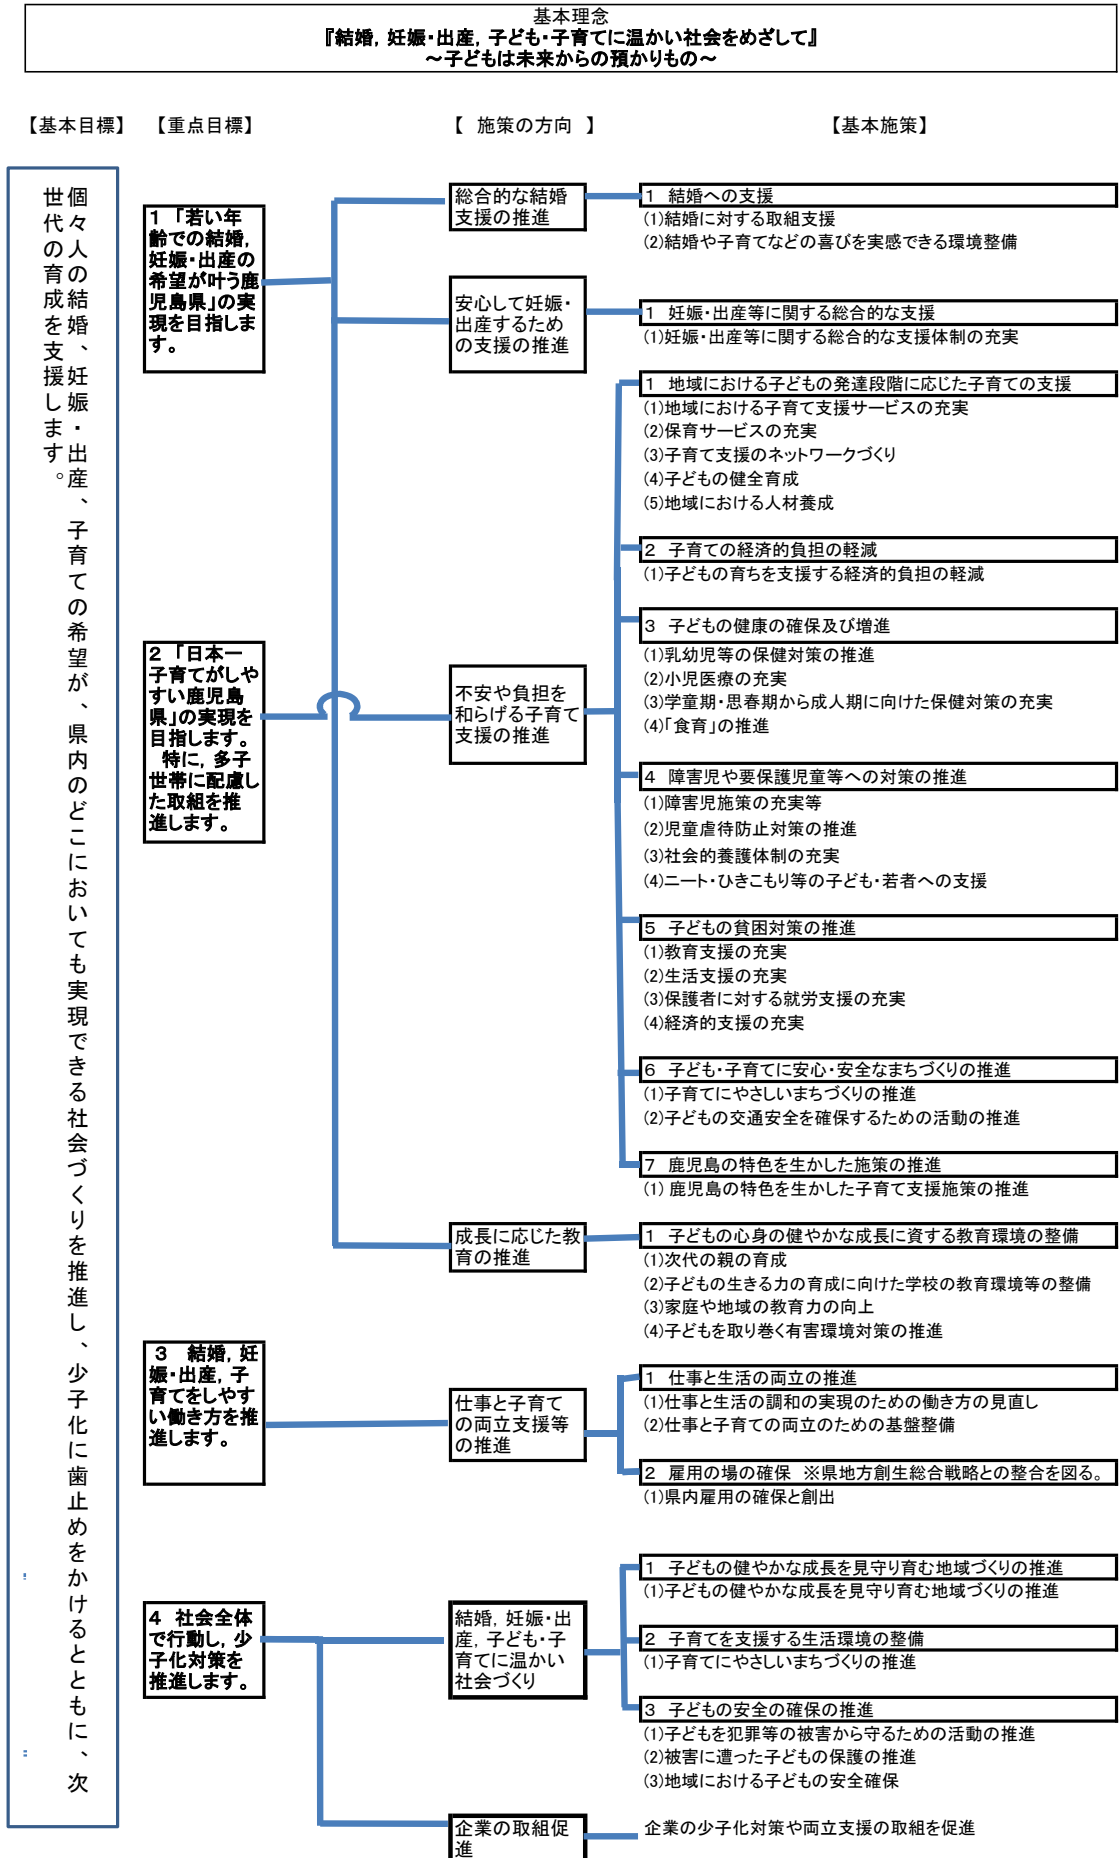 基本理念
『結婚，妊娠・出産，子ども・子育てに温かい社会をめざして』
～子どもは未来からの預かりもの～
【基本目標】
【重点目標】
【 施策の方向 】
【基本施策】
個々人の結婚、妊娠・出産、子育ての希望が、県内のどこにおいても実現できる社会づくりを推進し、少子化に歯止めをかけるとともに、次
世代の育成を支援します。
1 「若い年
齢での結婚，
妊娠・出産の
希望が叶う鹿
児島県」の実
現を目指しま
す。
総合的な結婚
支援の推進
1 結婚への支援
(1)結婚に対する取組支援
(2)結婚や子育てなどの喜びを実感できる環境整備
安心して妊娠・
出産するため
の支援の推進
1 妊娠・出産等に関する総合的な支援
(1)妊娠・出産等に関する総合的な支援体制の充実
2 「日本一
子育てがしや
すい鹿児島
県」の実現を
目指します。
特に，多子
世帯に配慮し
た取組を推
進します。
不安や負担を
和らげる子育て
支援の推進
1 地域における子どもの発達段階に応じた子育ての支援
(1)地域における子育て支援サービスの充実
(2)保育サービスの充実
(3)子育て支援のネットワークづくり
(4)子どもの健全育成
(5)地域における人材養成
2 子育ての経済的負担の軽減
(1)子どもの育ちを支援する経済的負担の軽減
3 子どもの健康の確保及び増進
(1)乳幼児等の保健対策の推進
(2)小児医療の充実
(3)学童期・思春期から成人期に向けた保健対策の充実
(4)「食育」の推進
4 障害児や要保護児童等への対策の推進
(1)障害児施策の充実等
(2)児童虐待防止対策の推進
(3)社会的養護体制の充実
(4)ニート・ひきこもり等の子ども・若者への支援
5 子どもの貧困対策の推進
(1)教育支援の充実
(2)生活支援の充実
(3)保護者に対する就労支援の充実
(4)経済的支援の充実
6 子ども・子育てに安心・安全なまちづくりの推進
(1)子育てにやさしいまちづくりの推進
(2)子どもの交通安全を確保するための活動の推進
7 鹿児島の特色を生かした施策の推進
(1) 鹿児島の特色を生かした子育て支援施策の推進
成長に応じた教
育の推進
1 子どもの心身の健やかな成長に資する教育環境の整備
(1)次代の親の育成
(2)子どもの生きる力の育成に向けた学校の教育環境等の整備
(3)家庭や地域の教育力の向上
(4)子どもを取り巻く有害環境対策の推進
3 結婚，妊
娠・出産，子
育てをしやす
い働き方を推
進します。
仕事と子育て
の両立支援等
の推進
1 仕事と生活の両立の推進
(1)仕事と生活の調和の実現のための働き方の見直し
(2)仕事と子育ての両立のための基盤整備
2 雇用の場の確保 ※県地方創生総合戦略との整合を図る。
(1)県内雇用の確保と創出
4 社会全体
で行動し，少
子化対策を
推進します。
結婚，妊娠・出
産，子ども・子
育てに温かい
社会づくり
1 子どもの健やかな成長を見守り育む地域づくりの推進
(1)子どもの健やかな成長を見守り育む地域づくりの推進
2 子育てを支援する生活環境の整備
(1)子育てにやさしいまちづくりの推進
3 子どもの安全の確保の推進
(1)子どもを犯罪等の被害から守るための活動の推進
(2)被害に遭った子どもの保護の推進
(3)地域における子どもの安全確保
企業の取組促
進
企業の少子化対策や両立支援の取組を促進